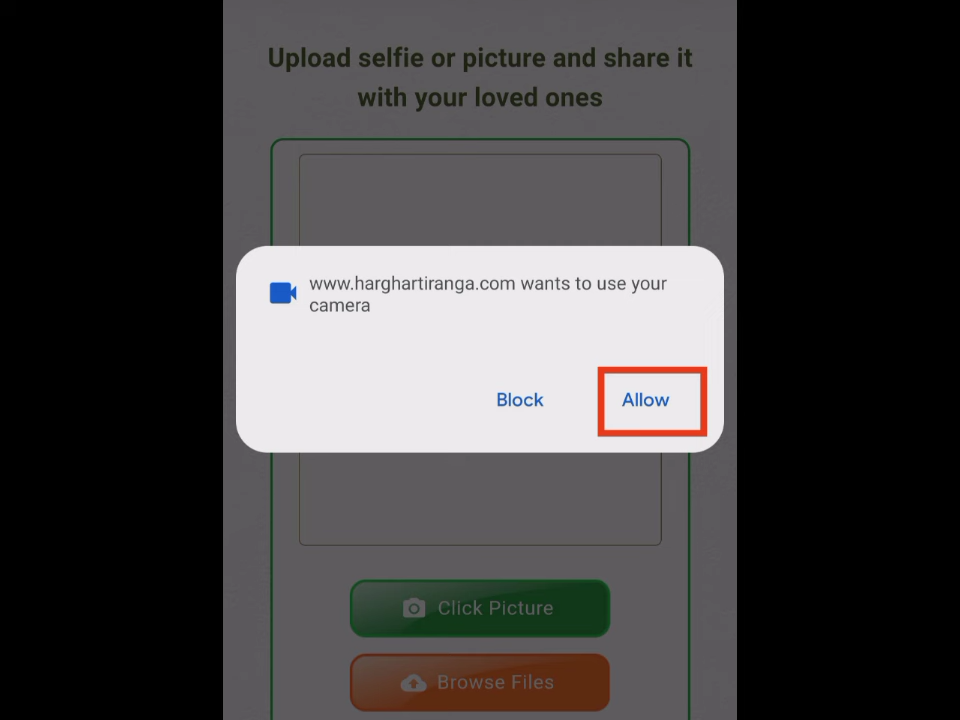 Upload selfie or picture and share it
with your loved ones
www.harghartiranga.com wants to use your
camera
Block
Allow
Click Picture
Browse Files